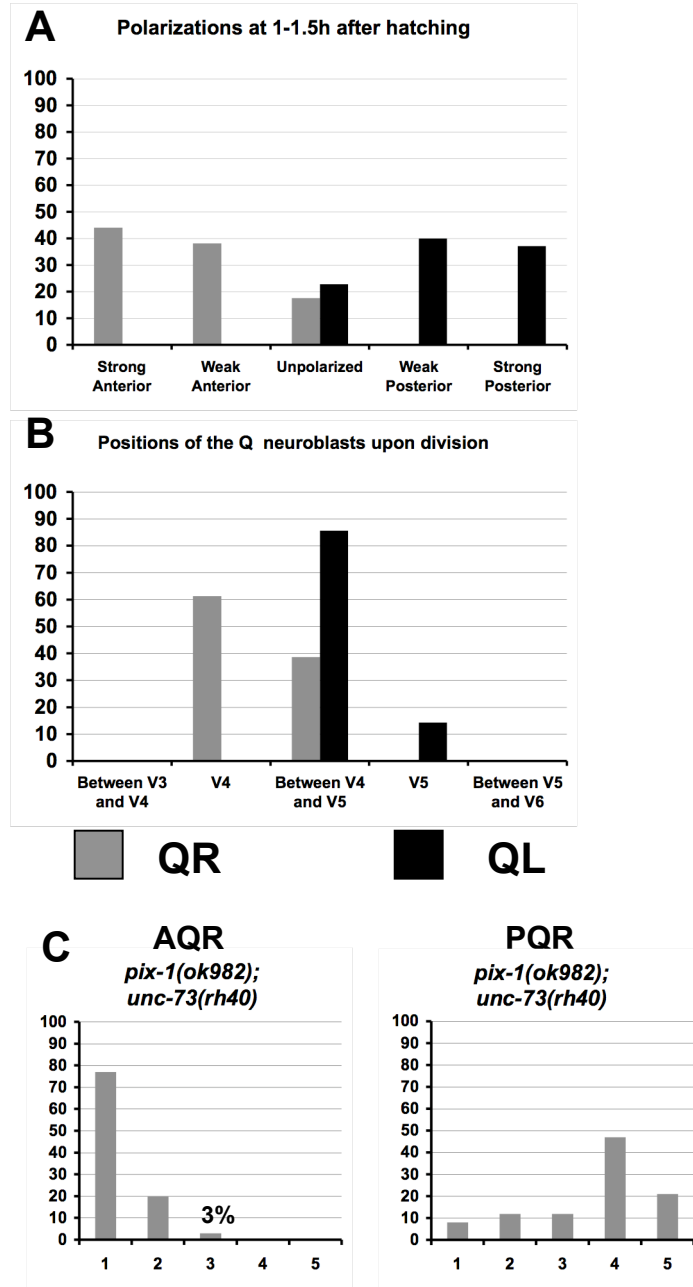 A
Polarizations at 1-1.5h after hatching
100
90
80
70
60
50
40
30
20
10
0
Strong Anterior
Weak Anterior
Unpolarized
Weak Posterior
Strong Posterior
B
Positions of the Q neuroblasts upon division
100
90
80
70
60
50
40
30
20
10
0
Between V3 and V4
V4
Between V4 and V5
V5
Between V5 and V6
QR
QL
C
AQR
pix-1(ok982);
unc-73(rh40)
100
90
80
70
60
50
40
30
20
10
0
3%
1 2 3 4 5
PQR
pix-1(ok982);
unc-73(rh40)
100
90
80
70
60
50
40
30
20
10
0
1 2 3 4 5